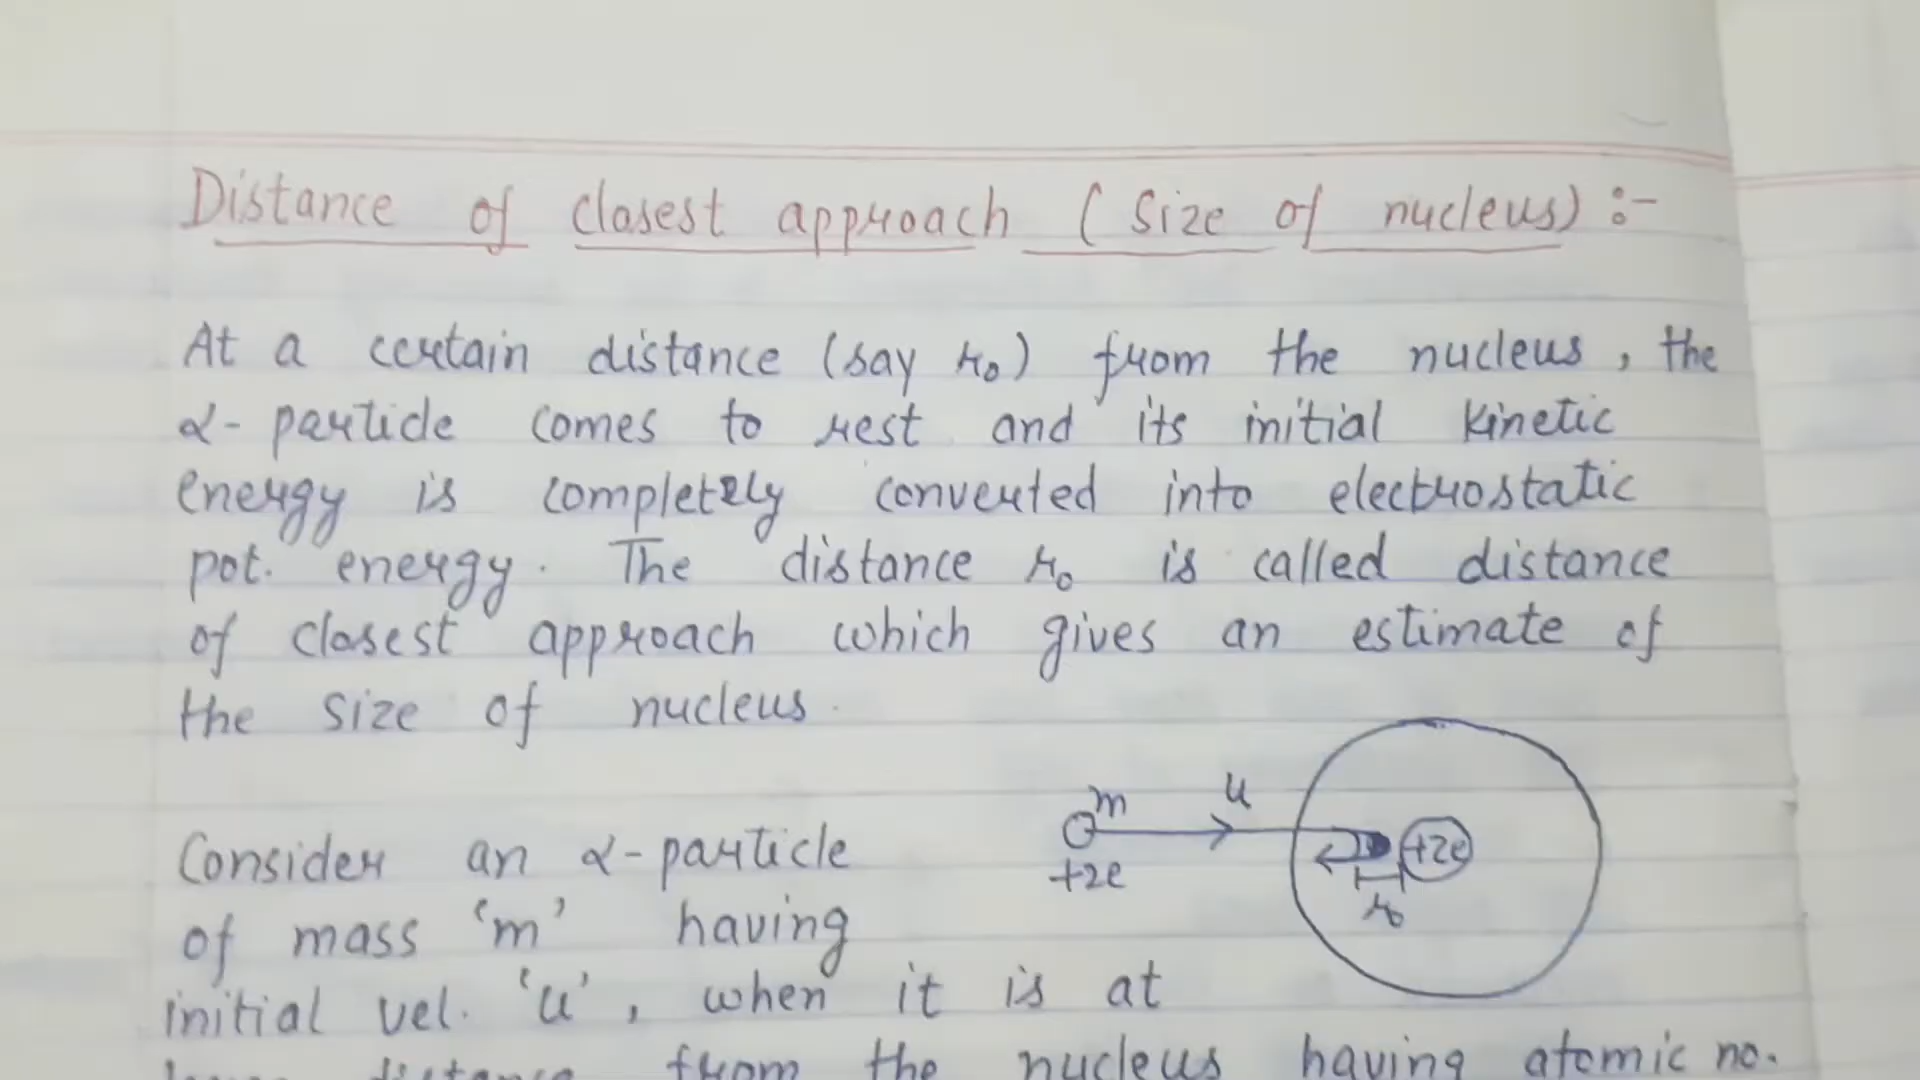 Distance of closest approach (Size of nucleus) :-
At a certain distance (say r₀) from the nucleus, the
α-particle comes to rest and its initial kinetic
energy is completely converted into electrostatic
pot. energy. The distance r₀ is called distance
of closest approach which gives an estimate of
the size of nucleus.
m
u
+2e
+ze
r₀
Consider an α-particle
of mass 'm' having
initial vel. 'u', when it is at
distance from the nucleus having atomic no.